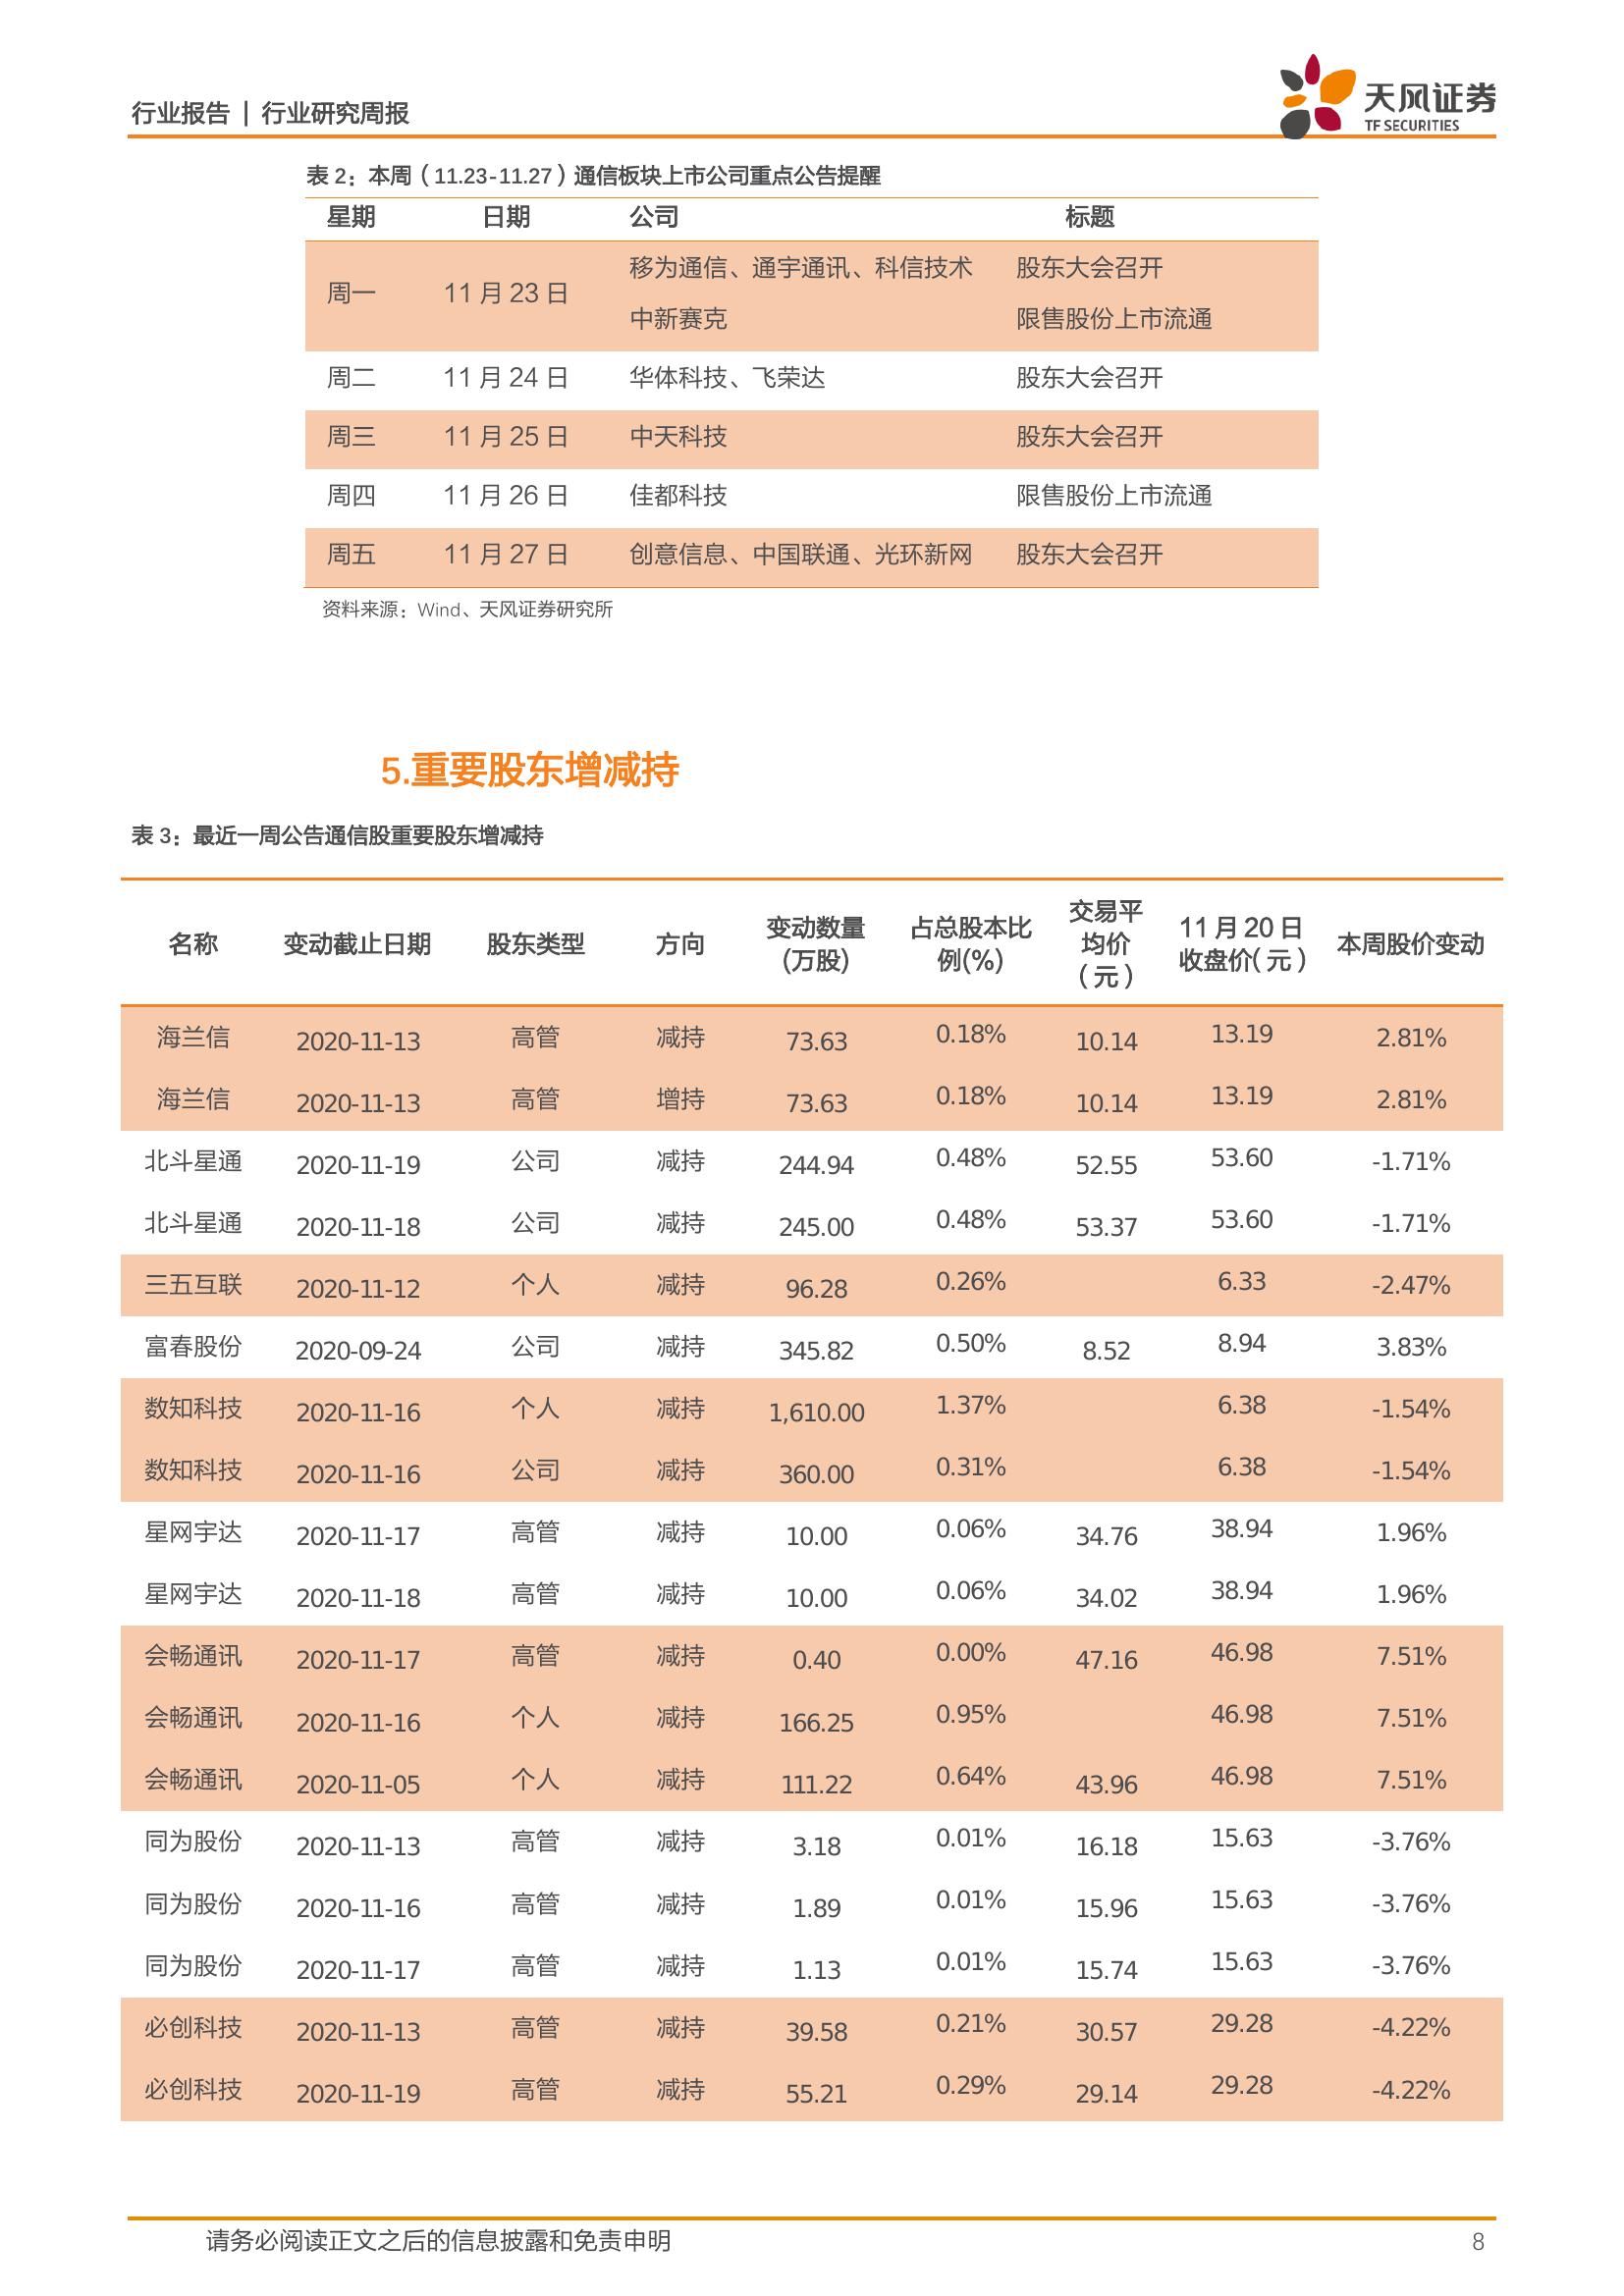 行业报告 | 行业研究周报
天风证券
TF SECURITIES
表 2：本周（11.23-11.27）通信板块上市公司重点公告提醒
星期 日期 公司 标题
周一 11 月 23 日 移为通信、通宇通讯、科信技术 股东大会召开
中新赛克 限售股份上市流通
周二 11 月 24 日 华体科技、飞荣达 股东大会召开
周三 11 月 25 日 中天科技 股东大会召开
周四 11 月 26 日 佳都科技 限售股份上市流通
周五 11 月 27 日 创意信息、中国联通、光环新网 股东大会召开
资料来源：Wind、天风证券研究所
5.重要股东增减持
表 3：最近一周公告通信股重要股东增减持
名称 变动截止日期 股东类型 方向 变动数量(万股) 占总股本比例(%) 交易平均价（元） 11 月 20 日收盘价(元) 本周股价变动
海兰信 2020-11-13 高管 减持 73.63 0.18% 10.14 13.19 2.81%
海兰信 2020-11-13 高管 增持 73.63 0.18% 10.14 13.19 2.81%
北斗星通 2020-11-19 公司 减持 244.94 0.48% 52.55 53.60 -1.71%
北斗星通 2020-11-18 公司 减持 245.00 0.48% 53.37 53.60 -1.71%
三五互联 2020-11-12 个人 减持 96.28 0.26% 6.33 -2.47%
富春股份 2020-09-24 公司 减持 345.82 0.50% 8.52 8.94 3.83%
数知科技 2020-11-16 个人 减持 1,610.00 1.37% 6.38 -1.54%
数知科技 2020-11-16 公司 减持 360.00 0.31% 6.38 -1.54%
星网宇达 2020-11-17 高管 减持 10.00 0.06% 34.76 38.94 1.96%
星网宇达 2020-11-18 高管 减持 10.00 0.06% 34.02 38.94 1.96%
会畅通讯 2020-11-17 高管 减持 0.40 0.00% 47.16 46.98 7.51%
会畅通讯 2020-11-16 个人 减持 166.25 0.95% 46.98 7.51%
会畅通讯 2020-11-05 个人 减持 111.22 0.64% 43.96 46.98 7.51%
同为股份 2020-11-13 高管 减持 3.18 0.01% 16.18 15.63 -3.76%
同为股份 2020-11-16 高管 减持 1.89 0.01% 15.96 15.63 -3.76%
同为股份 2020-11-17 高管 减持 1.13 0.01% 15.74 15.63 -3.76%
必创科技 2020-11-13 高管 减持 39.58 0.21% 30.57 29.28 -4.22%
必创科技 2020-11-19 高管 减持 55.21 0.29% 29.14 29.28 -4.22%
请务必阅读正文之后的信息披露和免责申明 8